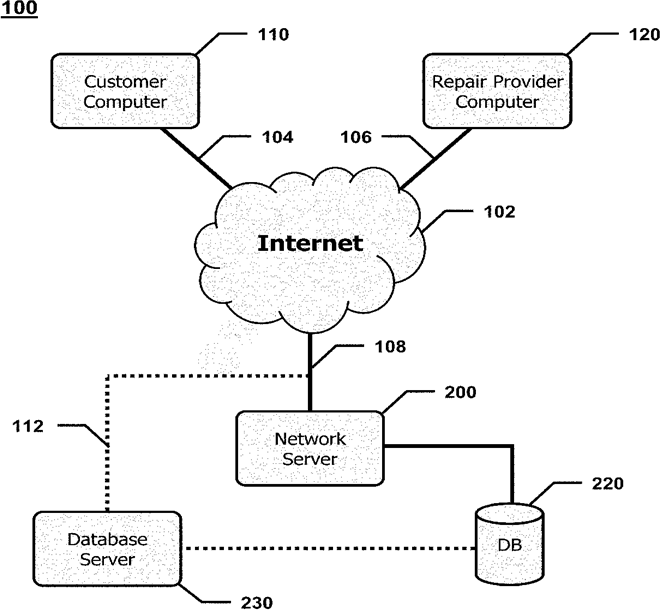 100
110
120
Customer
Computer
Repair Provider
Computer
104
106
102
Internet
108
200
112
Network
Server
220
Database
Server
DB
230